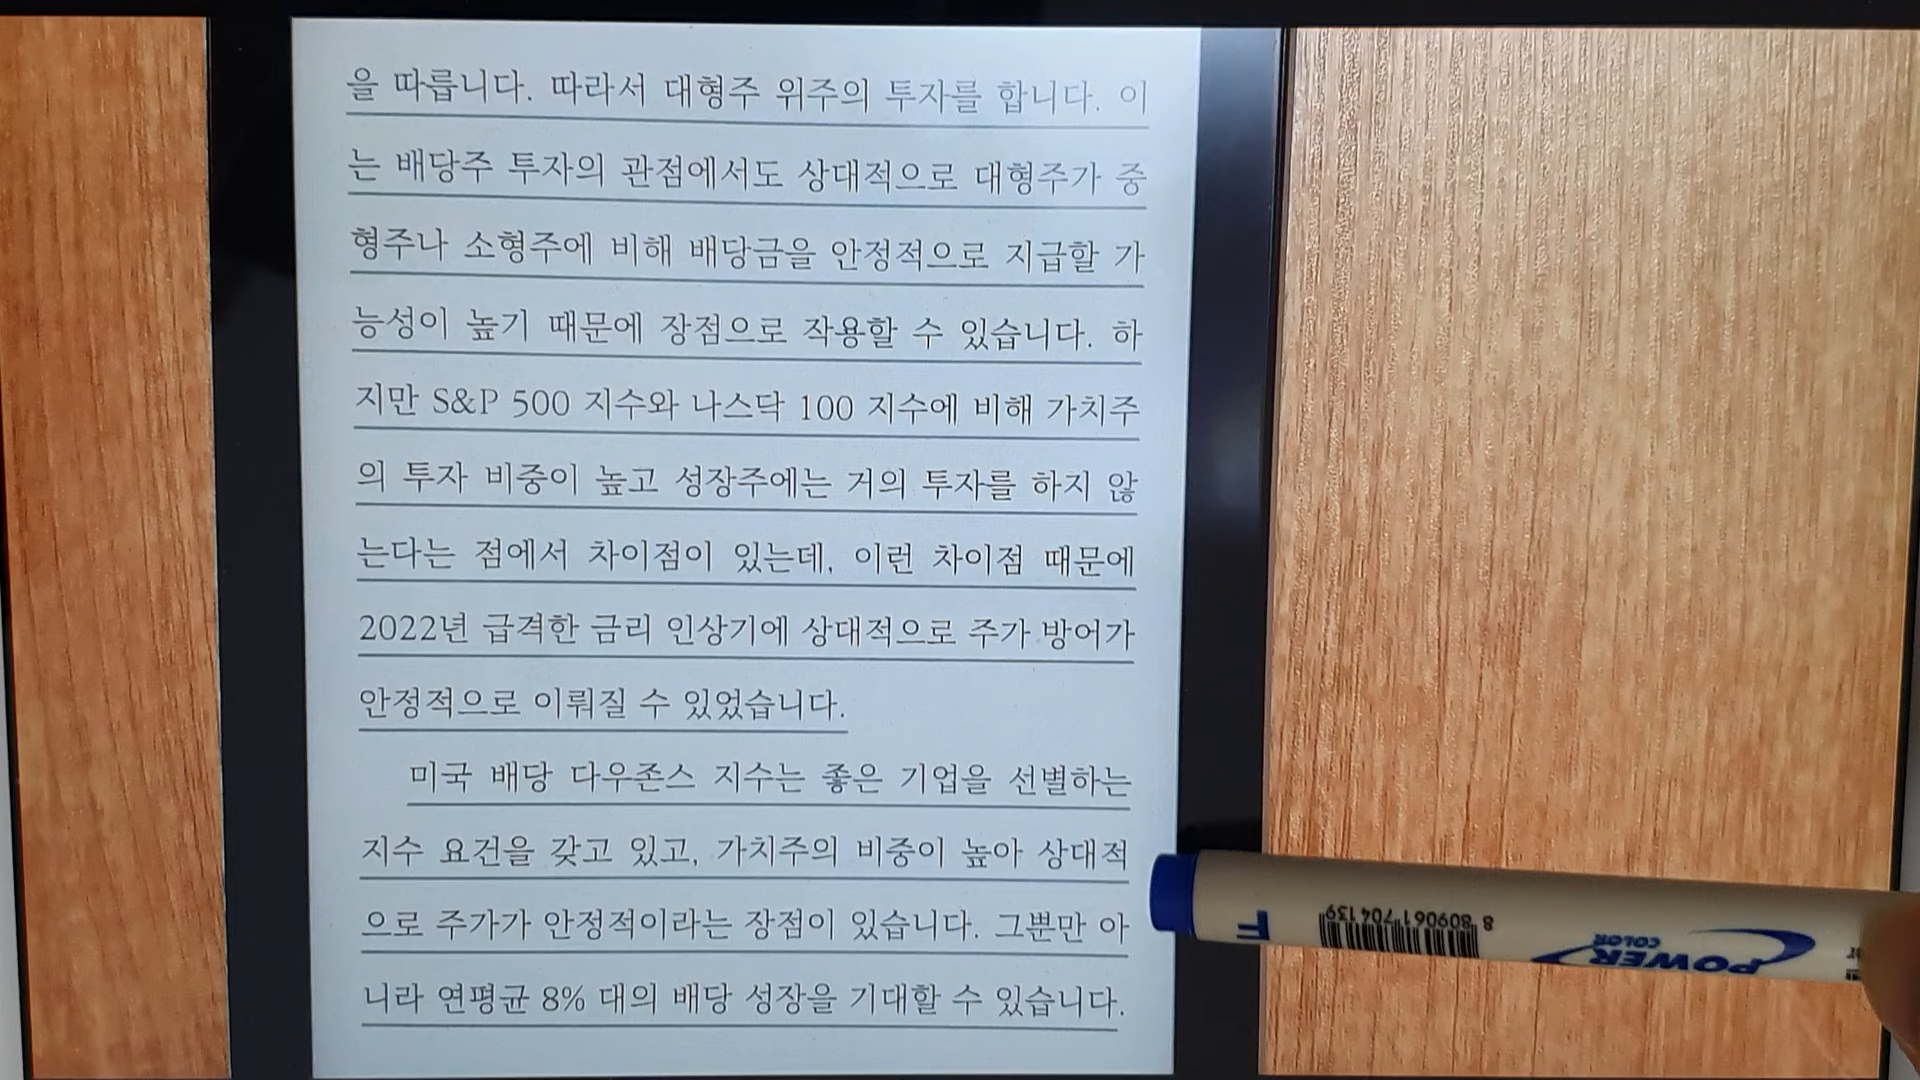 을 따릅니다. 따라서 대형주 위주의 투자를 합니다. 이
는 배당주 투자의 관점에서도 상대적으로 대형주가 중
형주나 소형주에 비해 배당금을 안정적으로 지급할 가
능성이 높기 때문에 장점으로 작용할 수 있습니다. 하
지만 S&P 500 지수와 나스닥 100 지수에 비해 가치주
의 투자 비중이 높고 성장주에는 거의 투자를 하지 않
는다는 점에서 차이점이 있는데, 이런 차이점 때문에
2022년 급격한 금리 인상기에 상대적으로 주가 방어가
안정적으로 이뤄질 수 있었습니다.
미국 배당 다우존스 지수는 좋은 기업을 선별하는
지수 요건을 갖고 있고, 가치주의 비중이 높아 상대적
으로 주가가 안정적이라는 장점이 있습니다. 그뿐만 아
니라 연평균 8% 대의 배당 성장을 기대할 수 있습니다.
F
8 809061 704139
POWER
COLOR